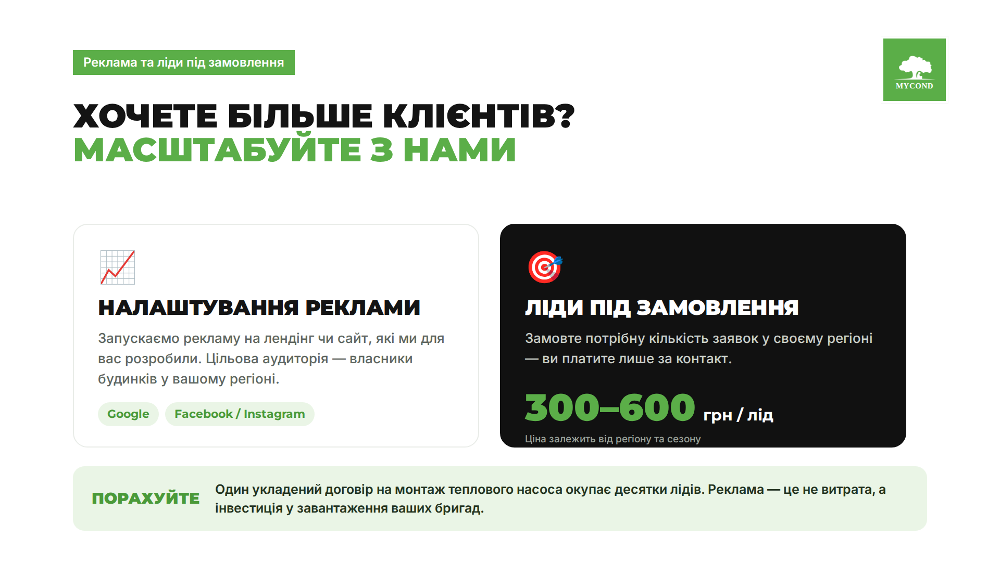 Реклама та ліди під замовлення
MYCOND
ХОЧЕТЕ БІЛЬШЕ КЛІЄНТІВ?
МАСШТАБУЙТЕ З НАМИ
НАЛАШТУВАННЯ РЕКЛАМИ
Запускаємо рекламу на лендінг чи сайт, які ми для
вас розробили. Цільова аудиторія — власники
будинків у вашому регіоні.
Google
Facebook / Instagram
ЛІДИ ПІД ЗАМОВЛЕННЯ
Замовте потрібну кількість заявок у своєму регіоні
— ви платите лише за контакт.
300–600 грн / лід
Ціна залежить від регіону та сезону
ПОРАХУЙТЕ
Один укладений договір на монтаж теплового насоса окупає десятки лідів. Реклама — це не витрата, а
інвестиція у завантаження ваших бригад.